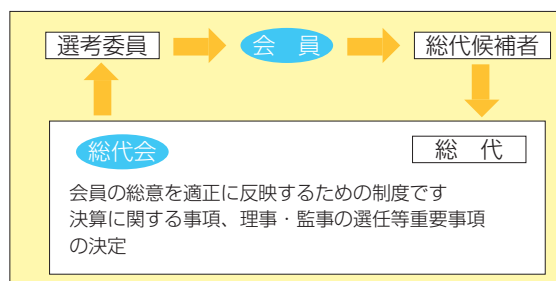 選考委員
会 員
総代候補者
総代会
総 代
会員の総意を適正に反映するための制度です
決算に関する事項、理事・監事の選任等重要事項
の決定